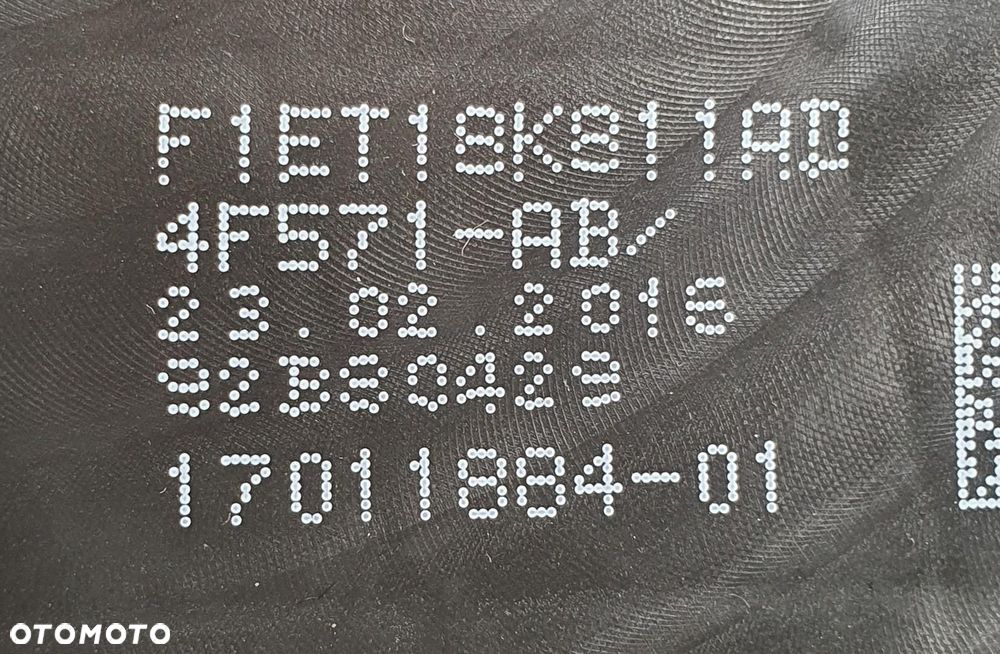 F1ET18K811AD
4F571-AB/
23.02.2016
92B60429
17011884-01
OTOMOTO